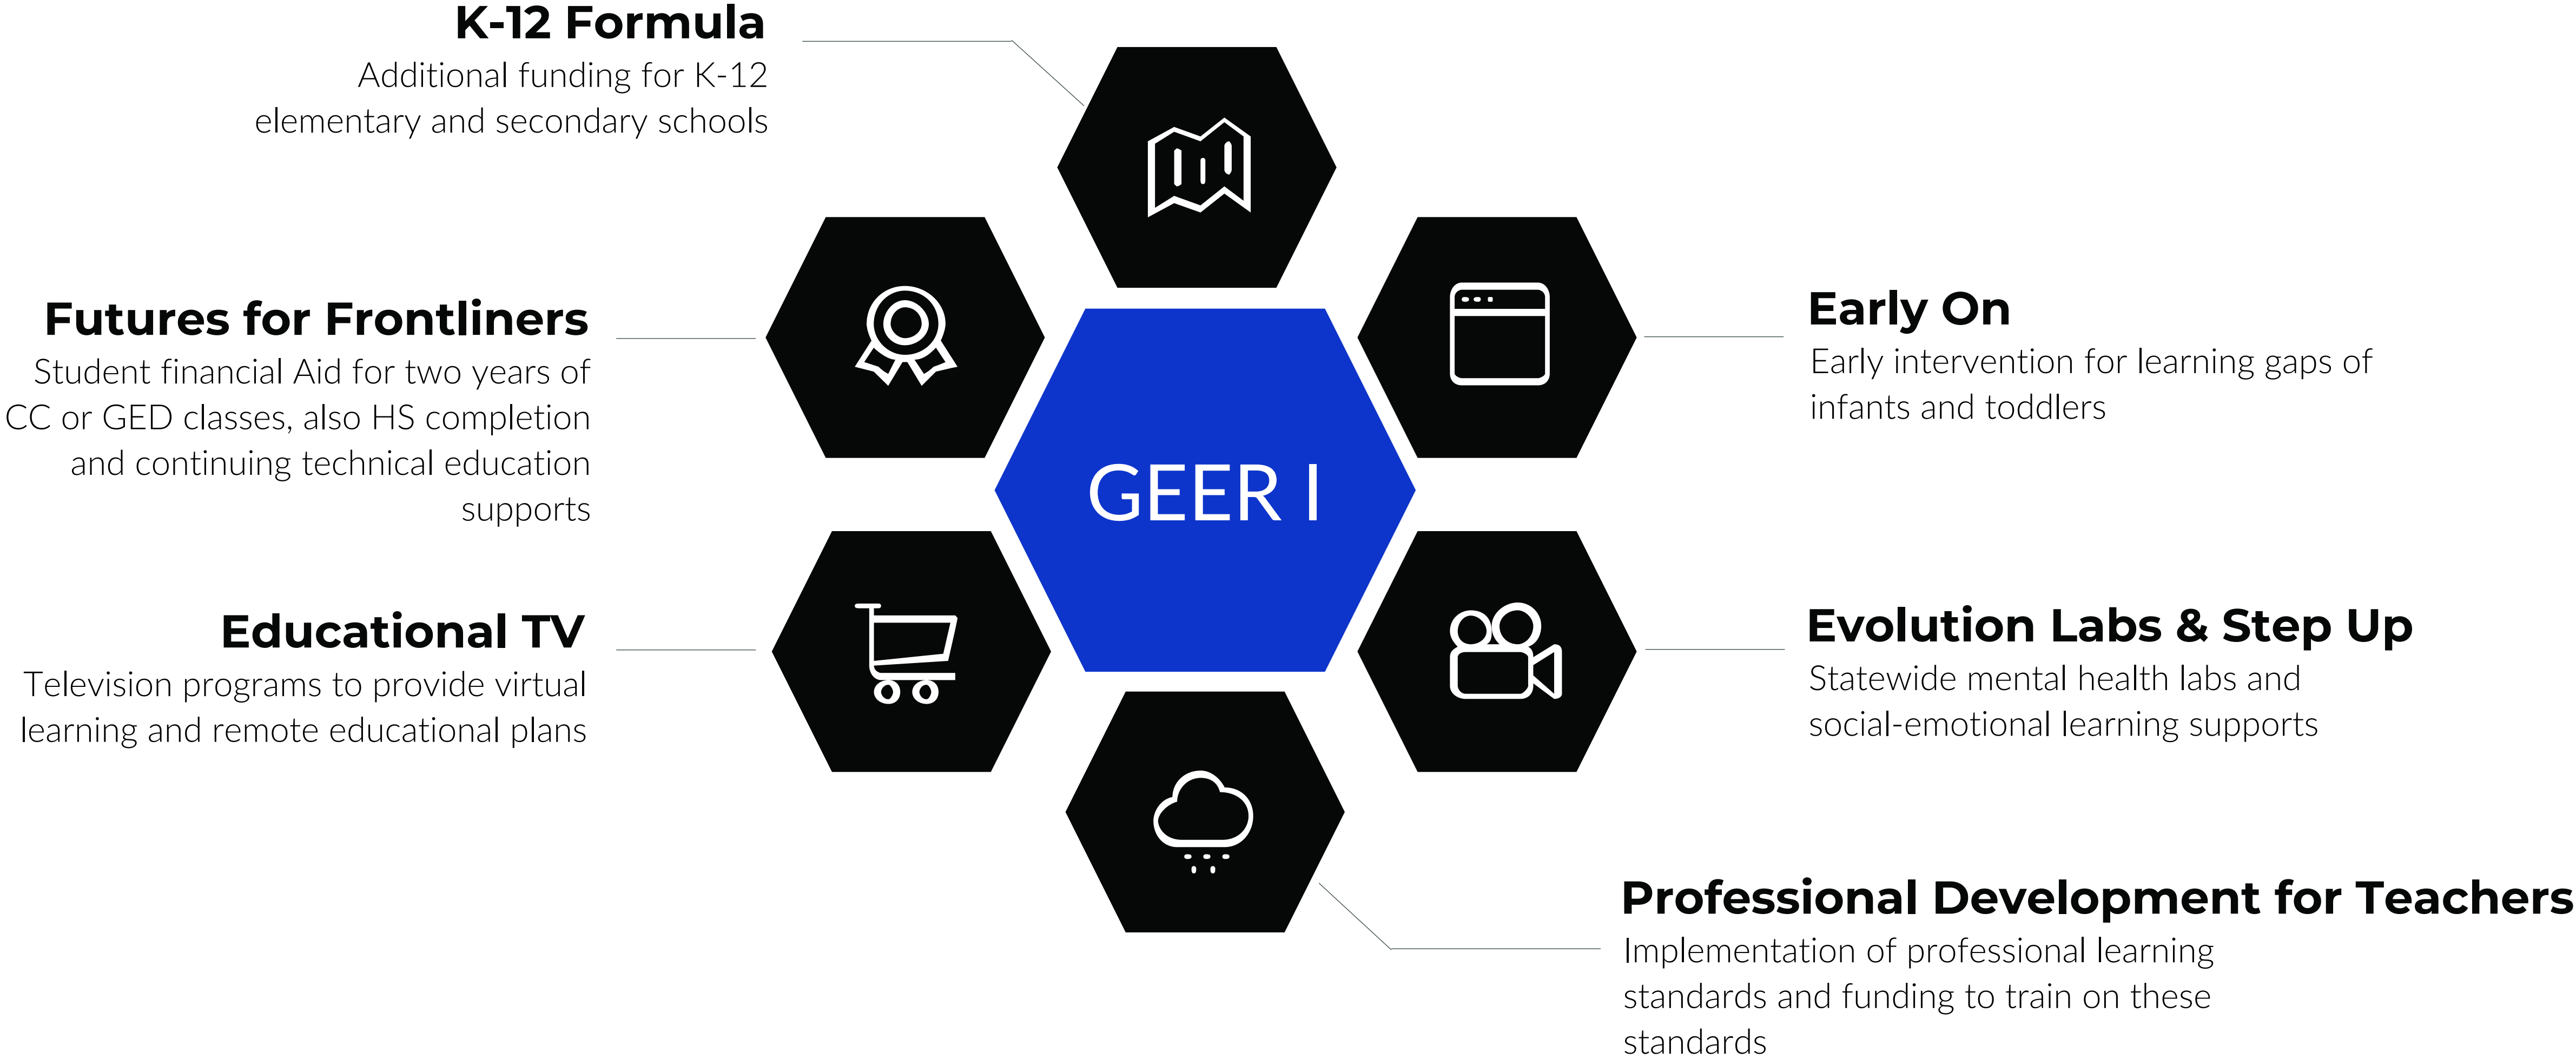 K-12 Formula
Additional funding for K-12
elementary and secondary schools
Futures for Frontliners
Student financial Aid for two years of
CC or GED classes, also HS completion
and continuing technical education
supports
Educational TV
Television programs to provide virtual
learning and remote educational plans
GEER I
Early On
Early intervention for learning gaps of
infants and toddlers
Evolution Labs & Step Up
Statewide mental health labs and
social-emotional learning supports
Professional Development for Teachers
Implementation of professional learning
standards and funding to train on these
standards